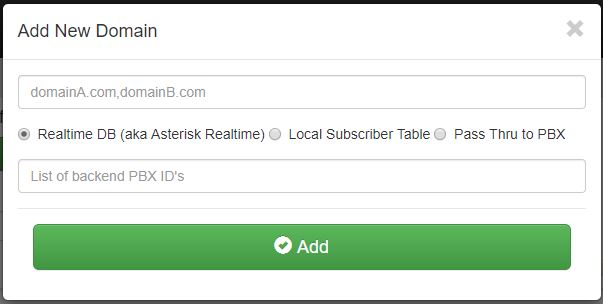 Add New Domain
domainA.com,domainB.com
Realtime DB (aka Asterisk Realtime) Local Subscriber Table Pass Thru to PBX
List of backend PBX ID's
Add